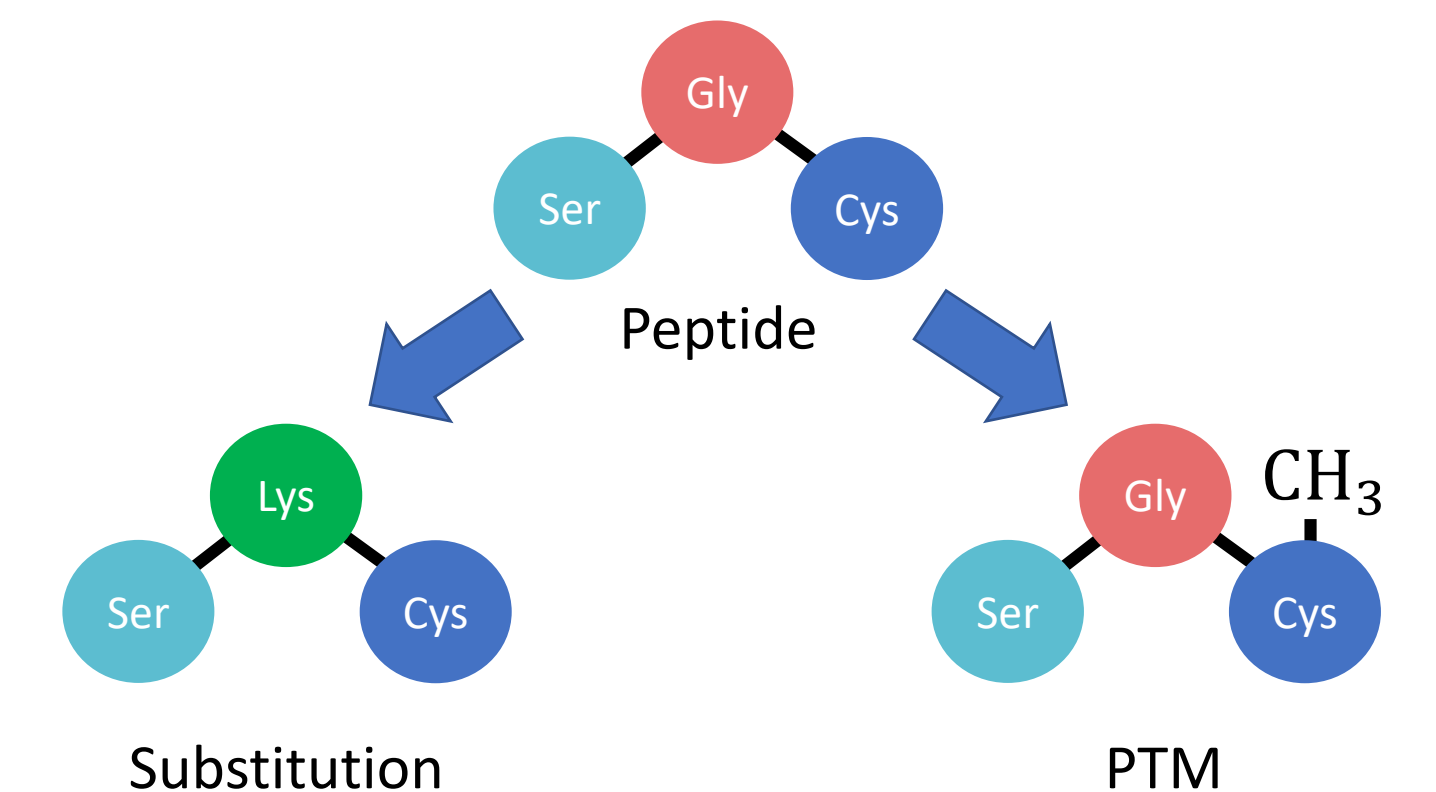 Gly
Ser
Cys
Peptide
Lys
Ser
Cys
Substitution
Gly
CH₃
Ser
Cys
PTM